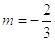 m = -2/3